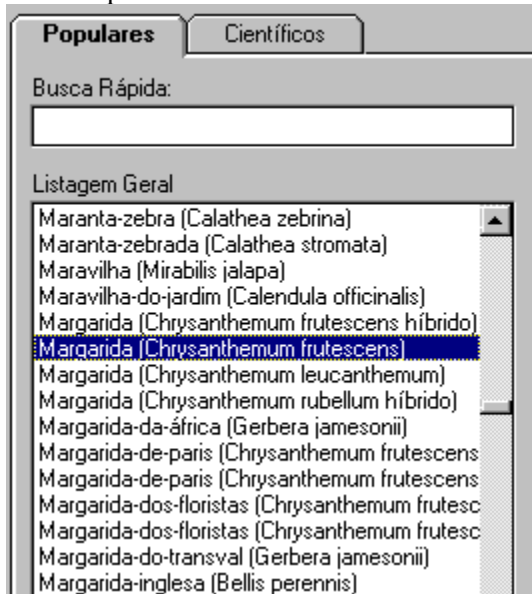 Populares
Científicos
Busca Rápida:
Listagem Geral
Maranta-zebra (Calathea zebrina)
Maranta-zebrada (Calathea stromata)
Maravilha (Mirabilis jalapa)
Maravilha-do-jardim (Calendula officinalis)
Margarida (Chrysanthemum frutescens híbrido)
Margarida (Chrysanthemum frutescens)
Margarida (Chrysanthemum leucanthemum)
Margarida (Chrysanthemum rubellum híbrido)
Margarida-da-áfrica (Gerbera jamesonii)
Margarida-de-paris (Chrysanthemum frutescens
Margarida-de-paris (Chrysanthemum frutescens
Margarida-dos-floristas (Chrysanthemum frutesc
Margarida-dos-floristas (Chrysanthemum frutesc
Margarida-do-transval (Gerbera jamesonii)
Margarida-inglesa (Bellis perennis)